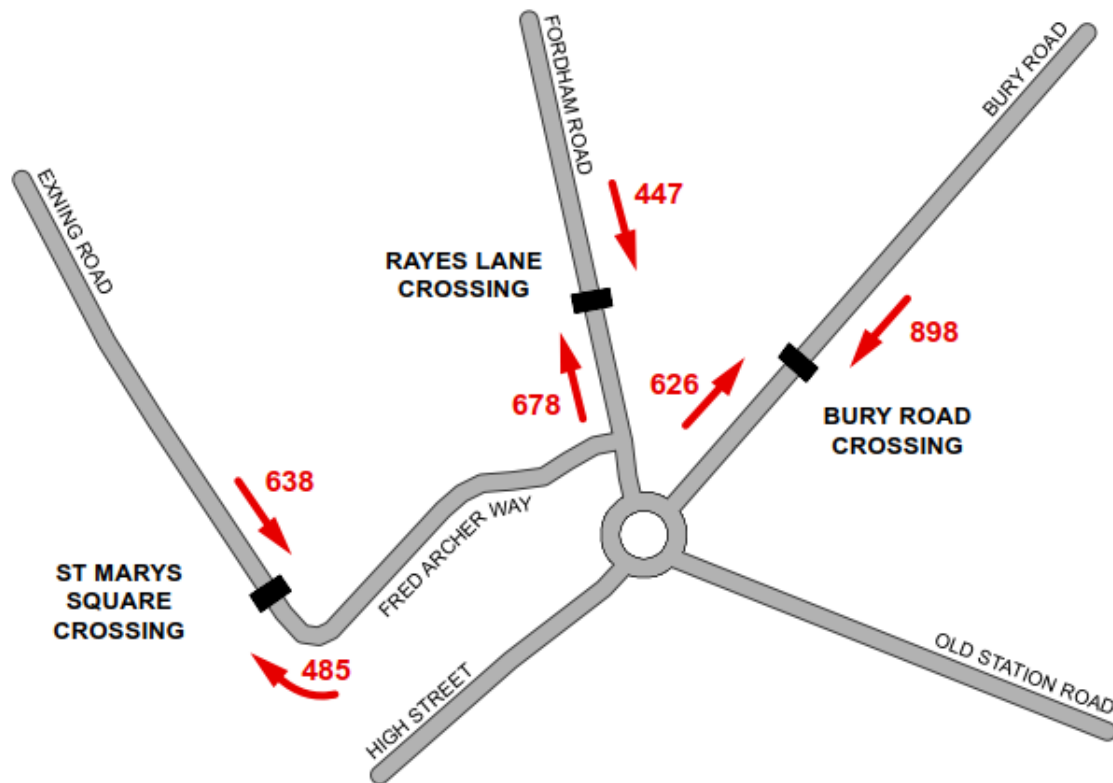 FORDHAM ROAD
BURY ROAD
EXNING ROAD
447
RAYES LANE
CROSSING
898
626
678
BURY ROAD
CROSSING
638
FRED ARCHER WAY
ST MARYS
SQUARE
CROSSING
485
HIGH STREET
OLD STATION ROAD